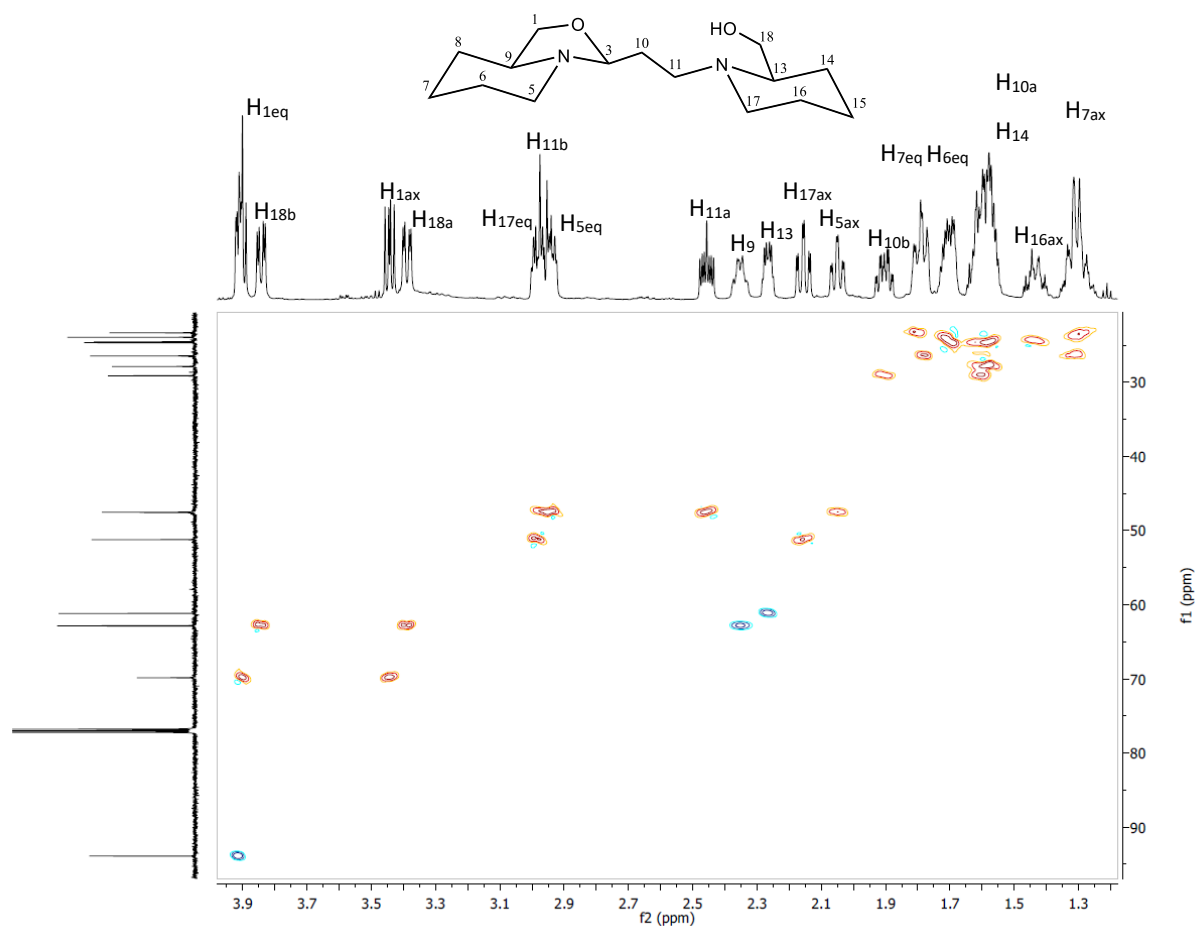 1
O
HO
18
8
9
N
3
10
14
6
11
N
13
7
5
16
17
15
H10a
H1eq
H7ax
H14
H11b
H7eq
H6eq
H1ax
H17ax
H18b
H17eq
H18a
H5eq
H11a
H9
H13
H5ax
H10b
H16ax
30
40
50
60
70
80
90
f1 (ppm)
3.9 3.7 3.5 3.3 3.1 2.9 2.7 2.5 2.3 2.1 1.9 1.7 1.5 1.3
f2 (ppm)